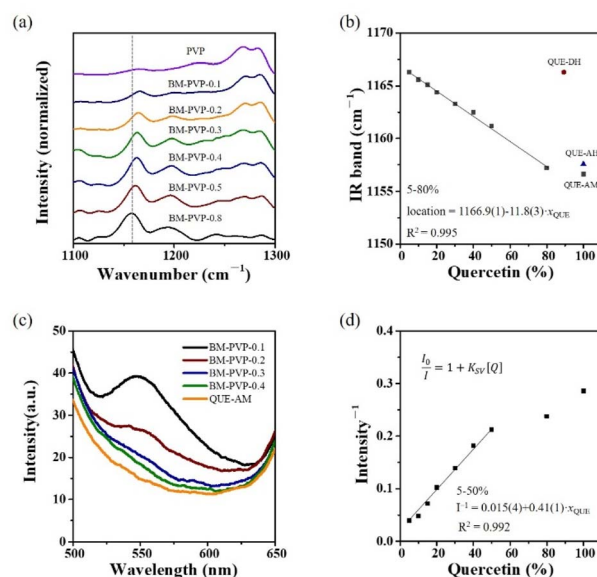 (a)
Intensity (normalized)
PVP
BM-PVP-0.1
BM-PVP-0.2
BM-PVP-0.3
BM-PVP-0.4
BM-PVP-0.5
BM-PVP-0.8
1100
1200
1300
Wavenumber (cm⁻¹)
(b)
IR band (cm⁻¹)
1170
1165
1160
1155
1150
QUE-DH
QUE-AH
QUE-AM
5-80%
location = 1166.9(1)-11.8(3)·xQUE
R² = 0.995
0 20 40 60 80 100
Quercetin (%)
(c)
Intensity(a.u.)
50
40
30
20
10
0
BM-PVP-0.1
BM-PVP-0.2
BM-PVP-0.3
BM-PVP-0.4
QUE-AM
500 550 600 650
Wavelength (nm)
(d)
Intensity⁻¹
0.4
0.3
0.2
0.1
0.0
I₀/I = 1 + KSV[Q]
5-50%
I⁻¹ = 0.015(4)+0.41(1)·xQUE
R² = 0.992
0 20 40 60 80 100
Quercetin (%)